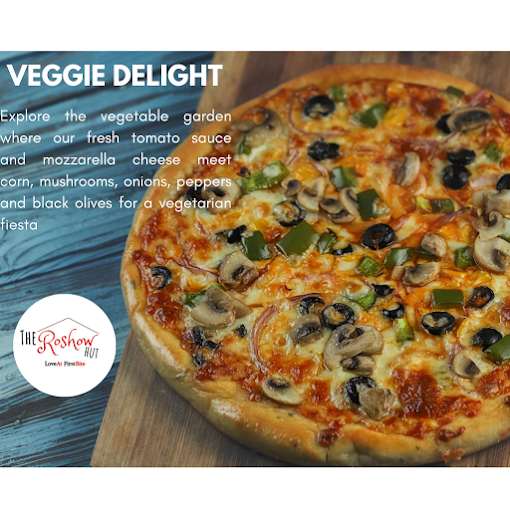 VEGGIE DELIGHT
Explore the vegetable garden
where our fresh tomato sauce
and mozzarella cheese meet
corn, mushrooms, onions, peppers
and black olives for a vegetarian
fiesta
THE Roshow
HUT
Love At First Bite